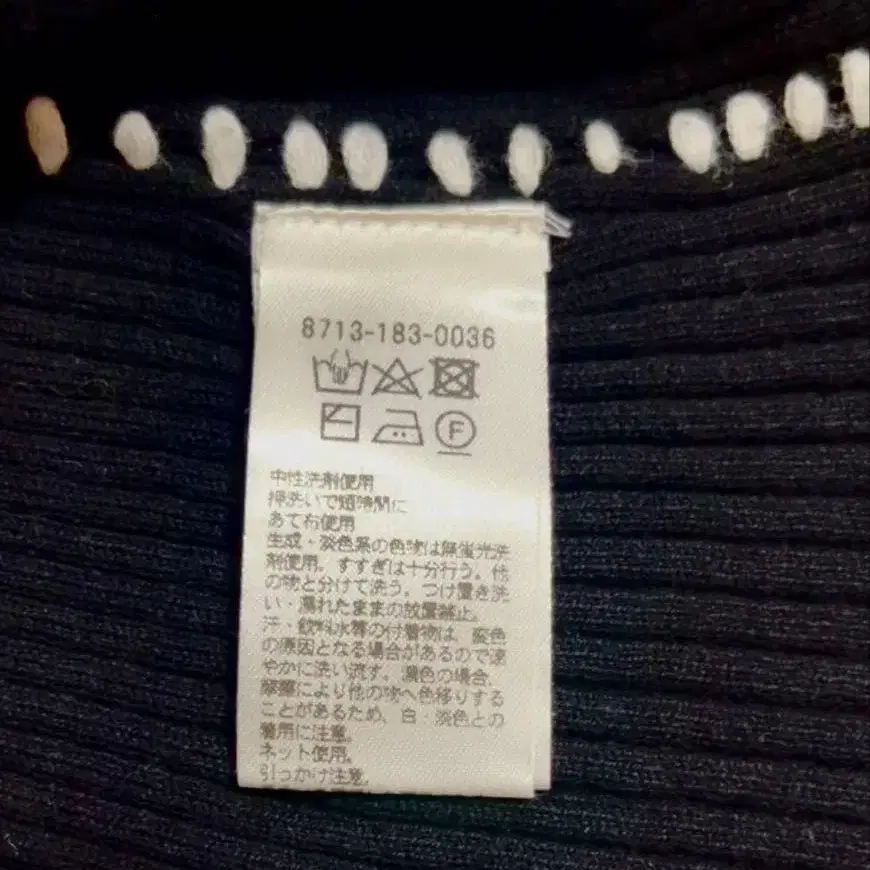 8713-183-0036
F
中性洗剤使用
押洗いで短時間に
あて布使用
生成・淡色系の色物は無蛍光洗
剤使用。すすぎは十分行う。他
の物と分けて洗う。つけ置き洗
い・濡れたままの放置禁止。
汗・飲料水等の付着物は、変色
の原因となる場合があるので速
やかに洗い流す。濃色の場合、
摩擦により他の物へ色移りする
ことがあるため、白・淡色との
着用に注意。
ネット使用。
引っかけ注意。